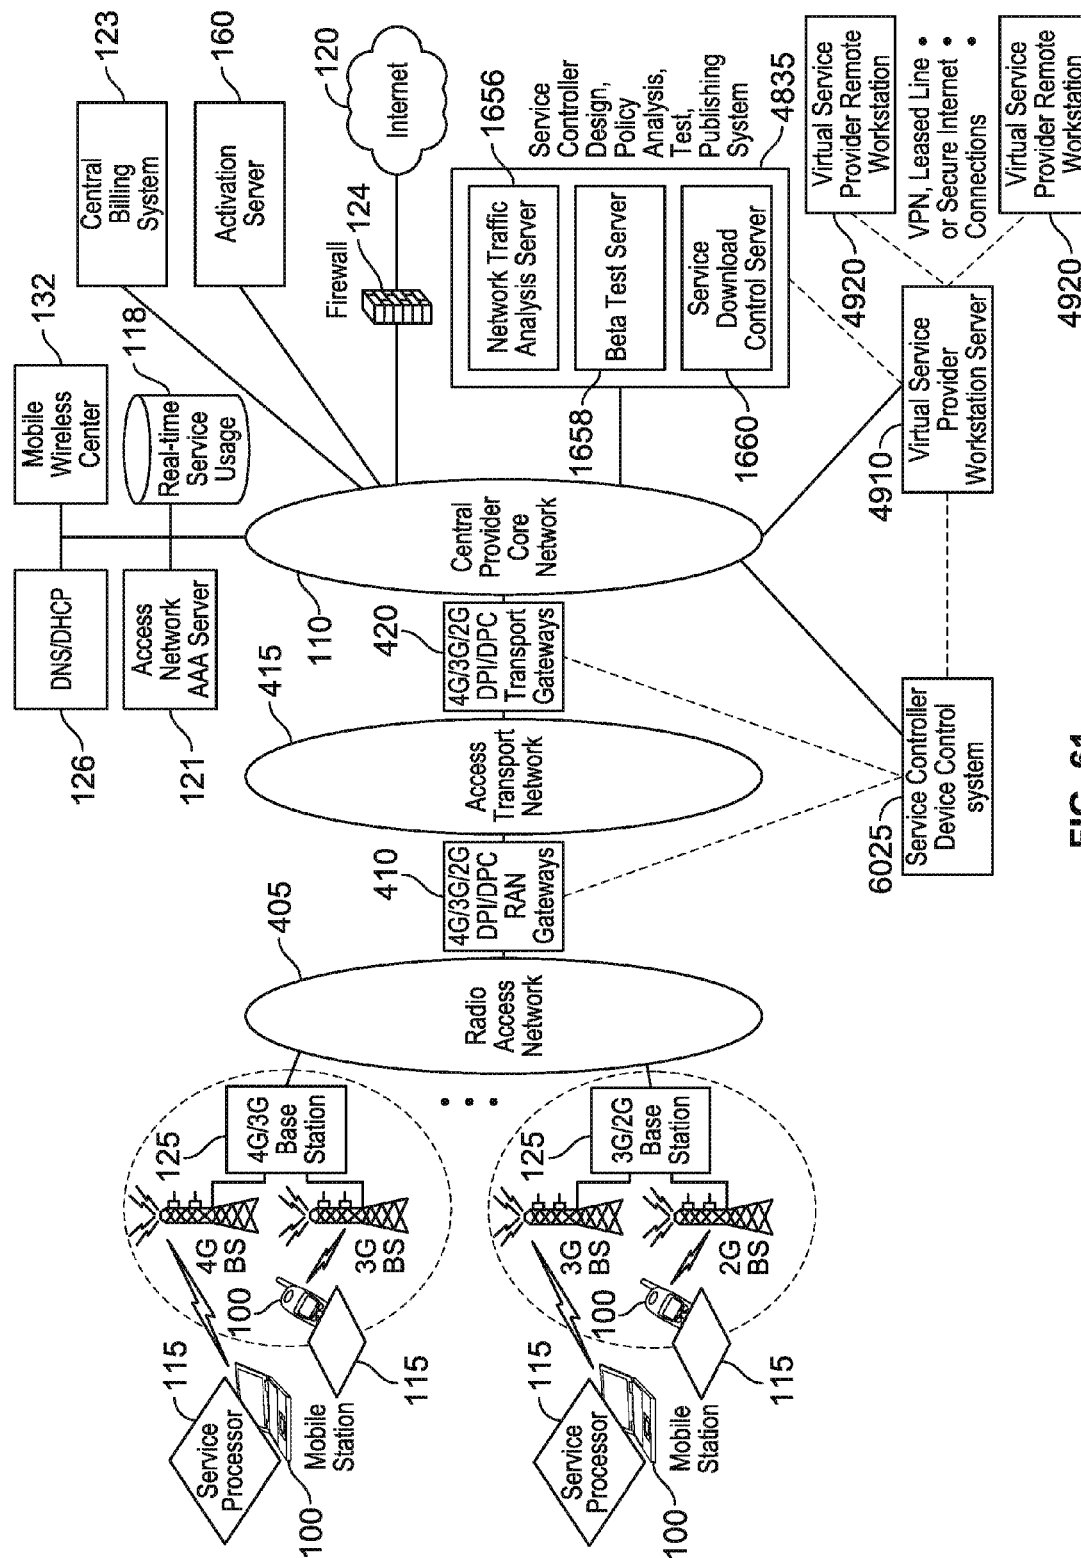 Service
Processor
115
100
Mobile
Station
100
115
4G
BS
3G
BS
125
4G/3G
Base
Station
Service
Processor
115
100
Mobile
Station
100
115
3G
BS
2G
BS
125
3G/2G
Base
Station
405
Radio
Access
Network
410
4G/3G/2G
DPI/DPC
RAN
Gateways
415
Access
Transport
Network
420
4G/3G/2G
DPI/DPC
Transport
Gateways
110
Central
Provider
Core
Network
126
DNS/DHCP
121
Access
Network
AAA Server
Mobile
Wireless
Center
132
Real-time
Service
Usage
118
Central
Billing
System
123
Activation
Server
160
Firewall
124
Internet
120
Network Traffic
Analysis Server
1656
Beta Test Server
1658
Service
Download
Control Server
1660
Service
Controller
Design,
Policy
Analysis,
Test,
Publishing
System
4835
6025
Service Controller
Device Control
system
4910
Virtual Service
Provider
Workstation Server
4920
Virtual Service
Provider Remote
Workstation
VPN, Leased Line
or Secure Internet
Connections
4920
Virtual Service
Provider Remote
Workstation
FIG. 61